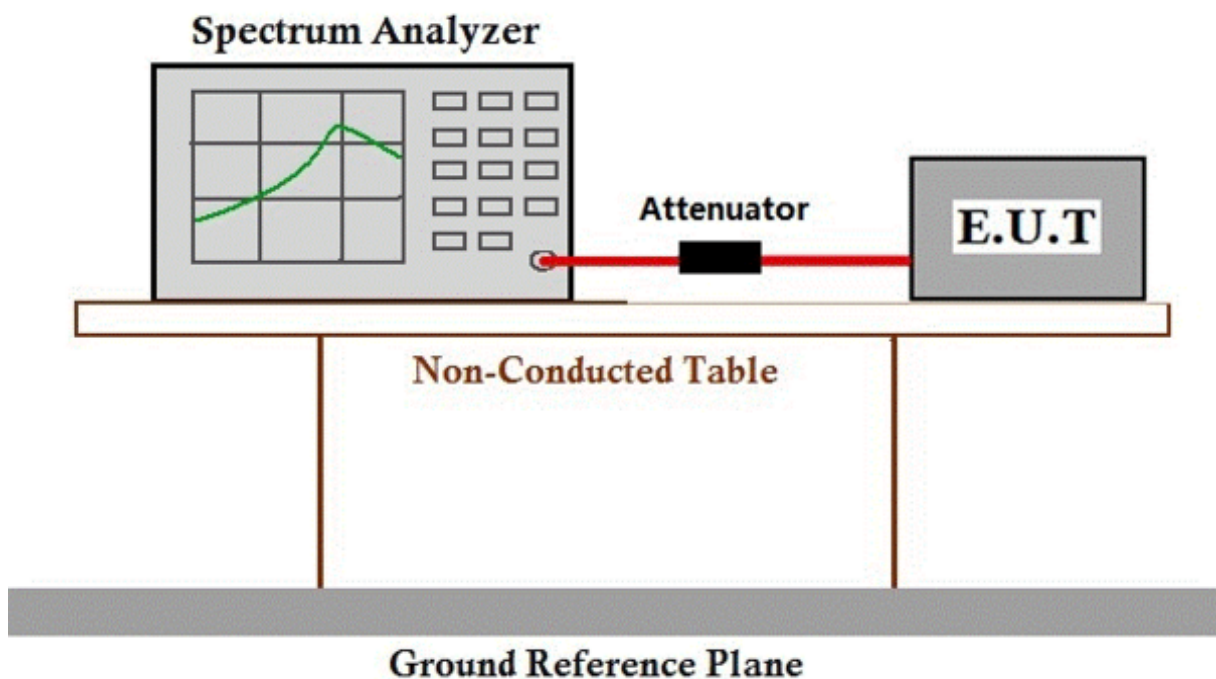 Spectrum Analyzer
Attenuator
E.U.T
Non-Conducted Table
Ground Reference Plane